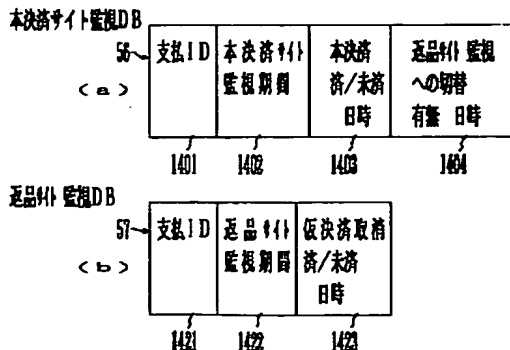 本決済サイト監視DB
56
<a>
支払ID
本決済サイト
監視期間
本決済
済/未済
日時
返品サイト監視
への切替
有無 日時
1401
1402
1403
1404
返品サイト監視DB
57
<b>
支払ID
返品サイト
監視期間
仮決済取消
済/未済
日時
1421
1422
1423